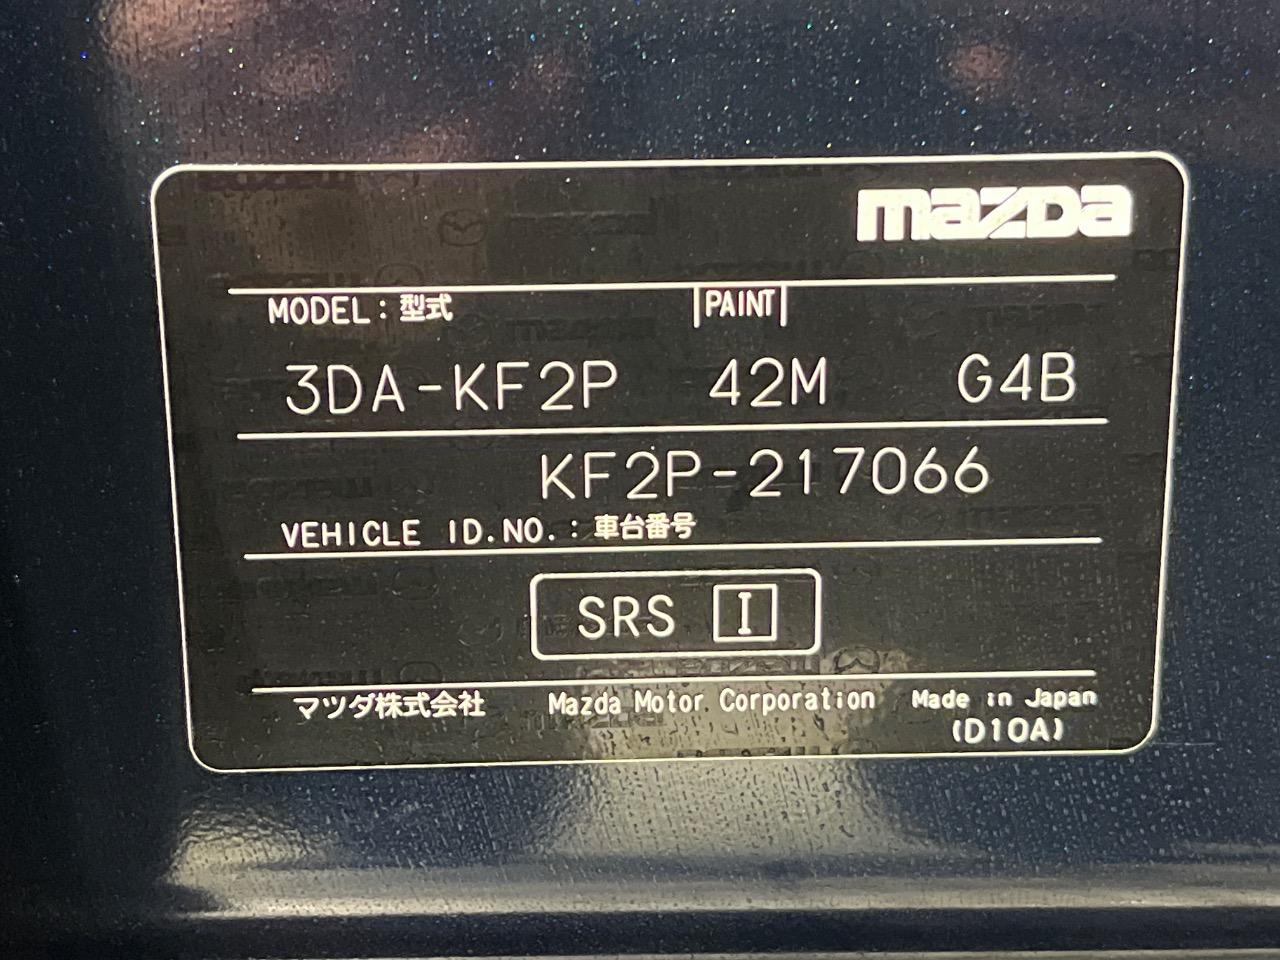 mazda
MODEL：型式 PAINT
3DA-KF2P 42M G4B
KF2P-217066
VEHICLE ID.NO.：車台番号
SRS I
マツダ株式会社 Mazda Motor Corporation Made in Japan
(D10A)